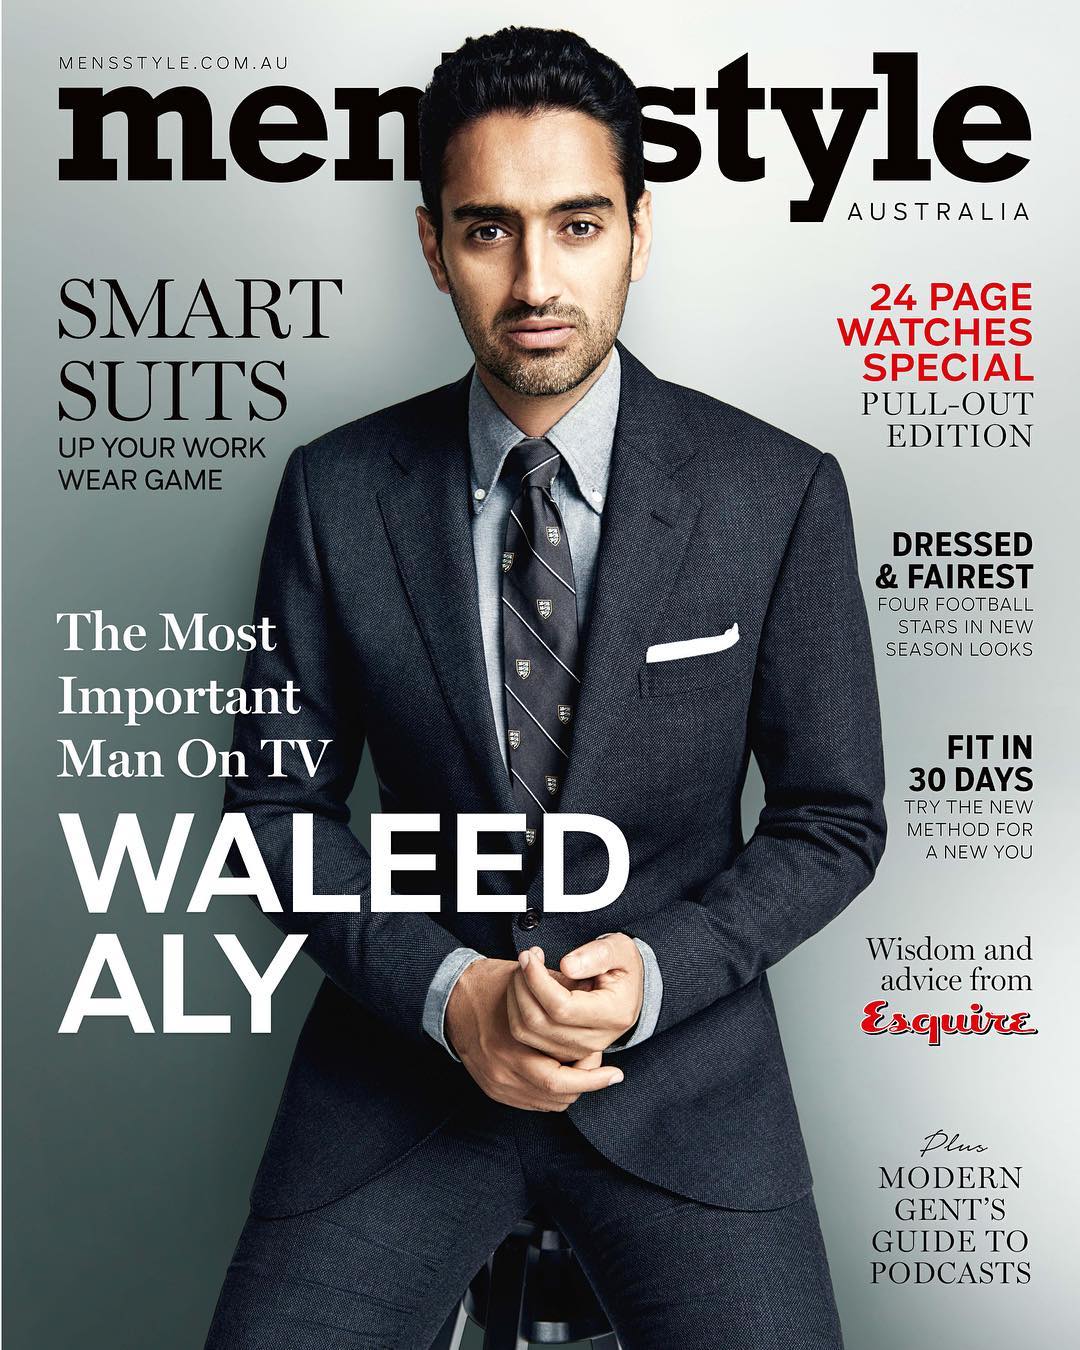 MENSSTYLE.COM.AU
men style
AUSTRALIA
SMART
SUITS
UP YOUR WORK
WEAR GAME
The Most
Important
Man On TV
WALEED
ALY
24 PAGE
WATCHES
SPECIAL
PULL-OUT
EDITION
DRESSED
& FAIREST
FOUR FOOTBALL
STARS IN NEW
SEASON LOOKS
FIT IN
30 DAYS
TRY THE NEW
METHOD FOR
A NEW YOU
Wisdom and
advice from
Esquire
Plus
MODERN
GENT'S
GUIDE TO
PODCASTS